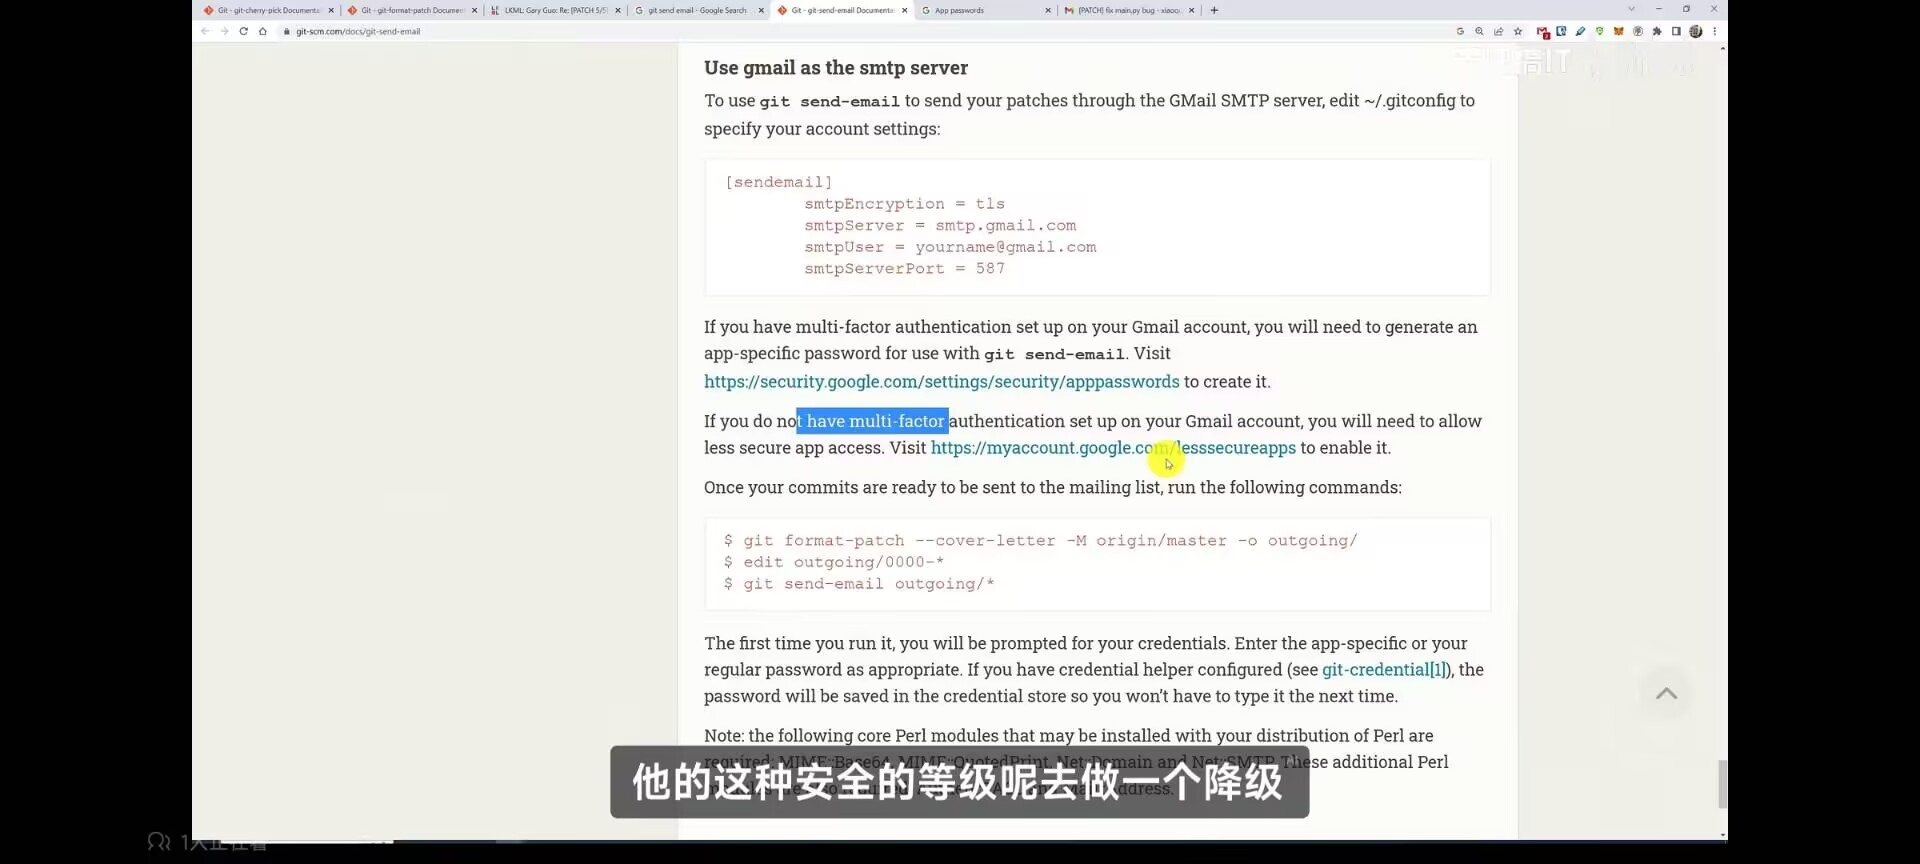 Git - git-cherry-pick Documenta
Git - git-format-patch Documen
LKML: Gary Guo: Re: [PATCH 5/5]
git send email - Google Search
Git - git-send-email Documenta
App passwords
[PATCH] fix main.py bug - xiaoq
git-scm.com/docs/git-send-email
Use gmail as the smtp server
To use git send-email to send your patches through the GMail SMTP server, edit ~/.gitconfig to
specify your account settings:
[sendemail]
smtpEncryption = tls
smtpServer = smtp.gmail.com
smtpUser = yourname@gmail.com
smtpServerPort = 587
If you have multi-factor authentication set up on your Gmail account, you will need to generate an
app-specific password for use with git send-email. Visit
https://security.google.com/settings/security/apppasswords to create it.
If you do not have multi-factor authentication set up on your Gmail account, you will need to allow
less secure app access. Visit https://myaccount.google.com/lesssecureapps to enable it.
Once your commits are ready to be sent to the mailing list, run the following commands:
$ git format-patch --cover-letter -M origin/master -o outgoing/
$ edit outgoing/0000-*
$ git send-email outgoing/*
The first time you run it, you will be prompted for your credentials. Enter the app-specific or your
regular password as appropriate. If you have credential helper configured (see git-credential[1]), the
password will be saved in the credential store so you won't have to type it the next time.
Note: the following core Perl modules that may be installed with your distribution of Perl are
required: MIME::Base64, MIME::QuotedPrint, Net::Domain and Net::SMTP. These additional Perl
他的这种安全的等级呢去做一个降级
1人正在看